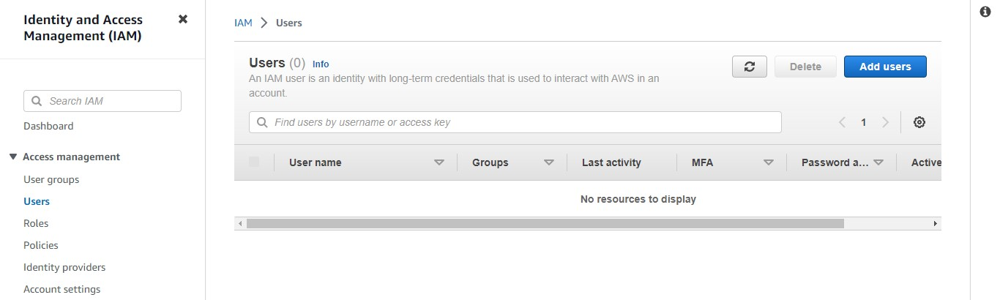 Identity and Access
Management (IAM)
Search IAM
Dashboard
Access management
User groups
Users
Roles
Policies
Identity providers
Account settings
IAM > Users
Users (0) Info
An IAM user is an identity with long-term credentials that is used to interact with AWS in an
account.
Delete
Add users
Find users by username or access key
1
User name Groups Last activity MFA Password a... Active
No resources to display